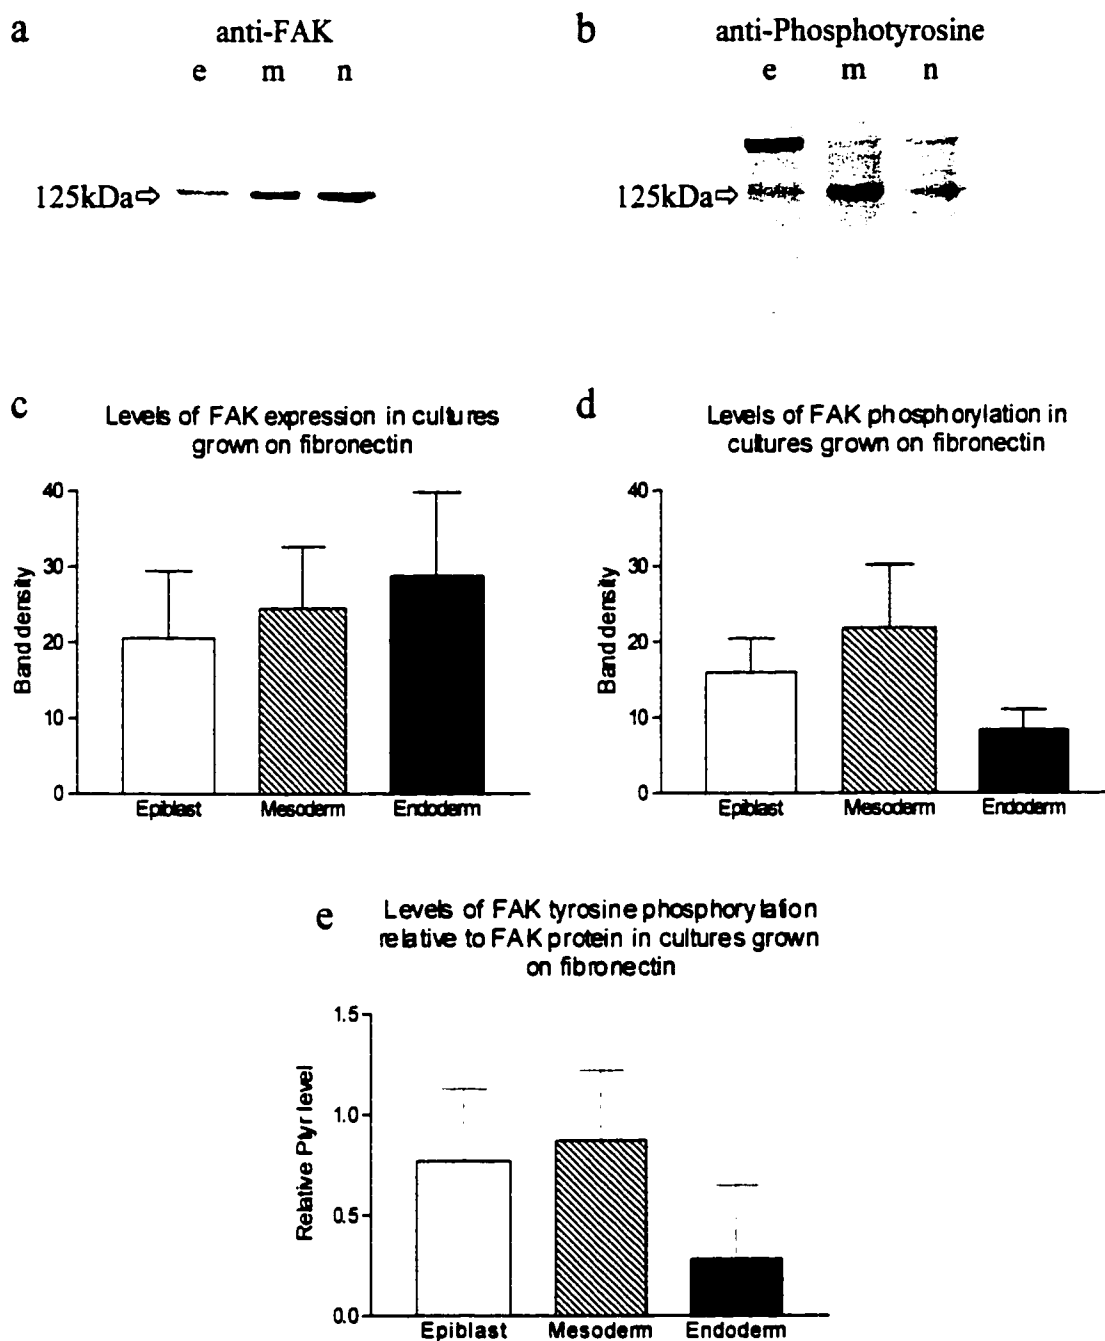 a
anti-FAK
e m n
125kDa⇨
b
anti-Phosphotyrosine
e m n
125kDa⇨
c
Levels of FAK expression in cultures
grown on fibronectin
Band density
40
30
20
10
0
Epiblast Mesoderm Endoderm
d
Levels of FAK phosphorylation in
cultures grown on fibronectin
Band density
40
30
20
10
0
Epiblast Mesoderm Endoderm
e
Levels of FAK tyrosine phosphorylation
relative to FAK protein in cultures grown
on fibronectin
Relative Ptyr level
1.5
1.0
0.5
0.0
Epiblast Mesoderm Endoderm